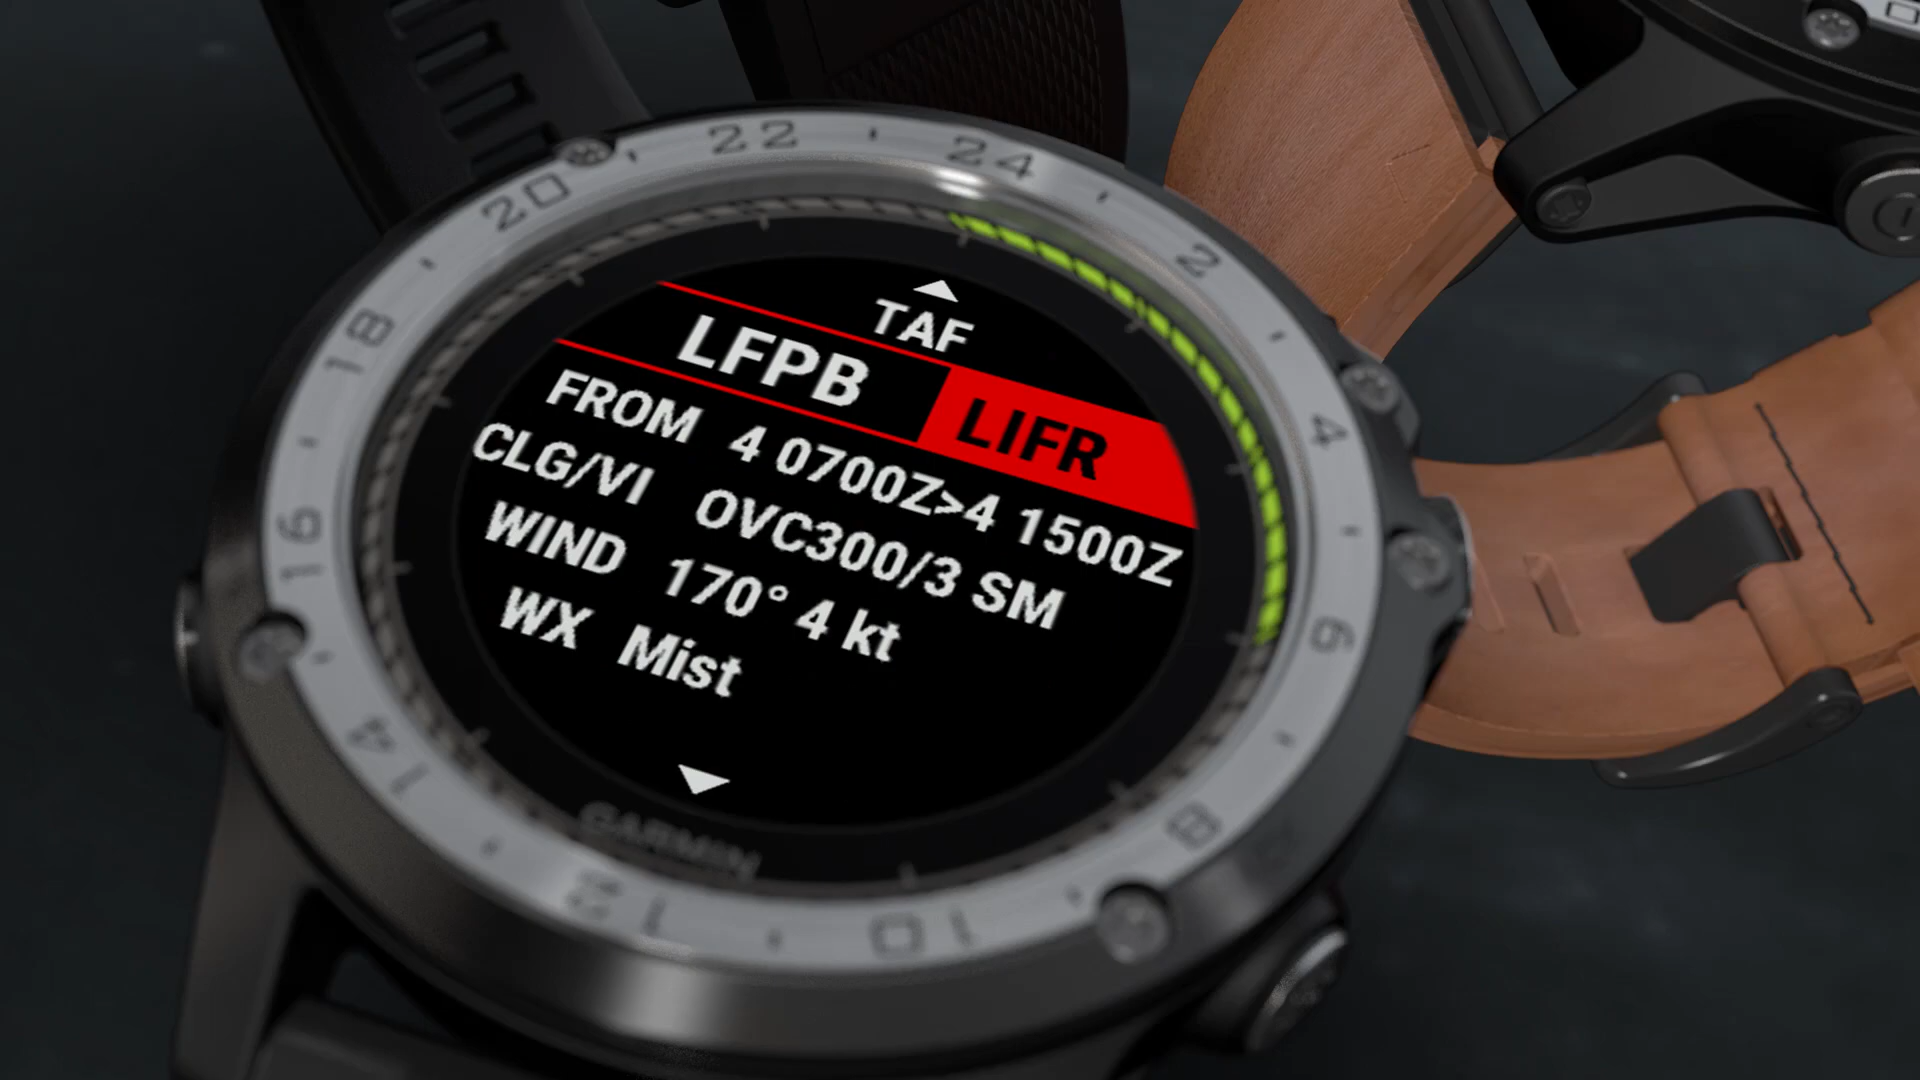 TAF
LFPB LIFR
FROM 4 0700Z>4 1500Z
CLG/VI OVC300/3 SM
WIND 170° 4 kt
WX Mist
GARMIN
24
2
4
6
8
10
12
14
16
18
20
22